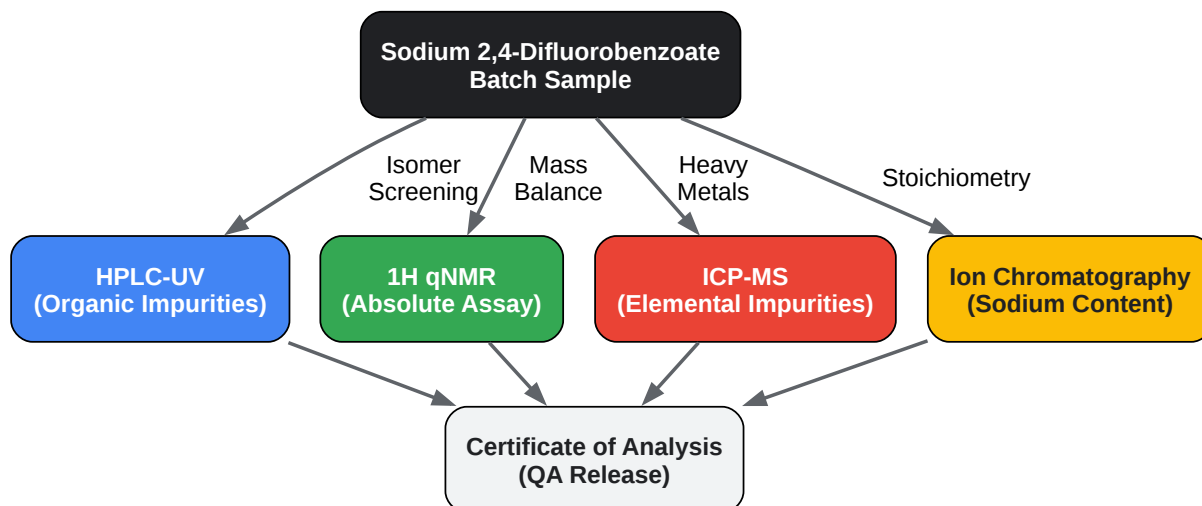 Sodium 2,4-Difluorobenzoate
Batch Sample
Isomer
Screening
Mass
Balance
Heavy
Metals
Stoichiometry
HPLC-UV
(Organic Impurities)
1H qNMR
(Absolute Assay)
ICP-MS
(Elemental Impurities)
Ion Chromatography
(Sodium Content)
Certificate of Analysis
(QA Release)